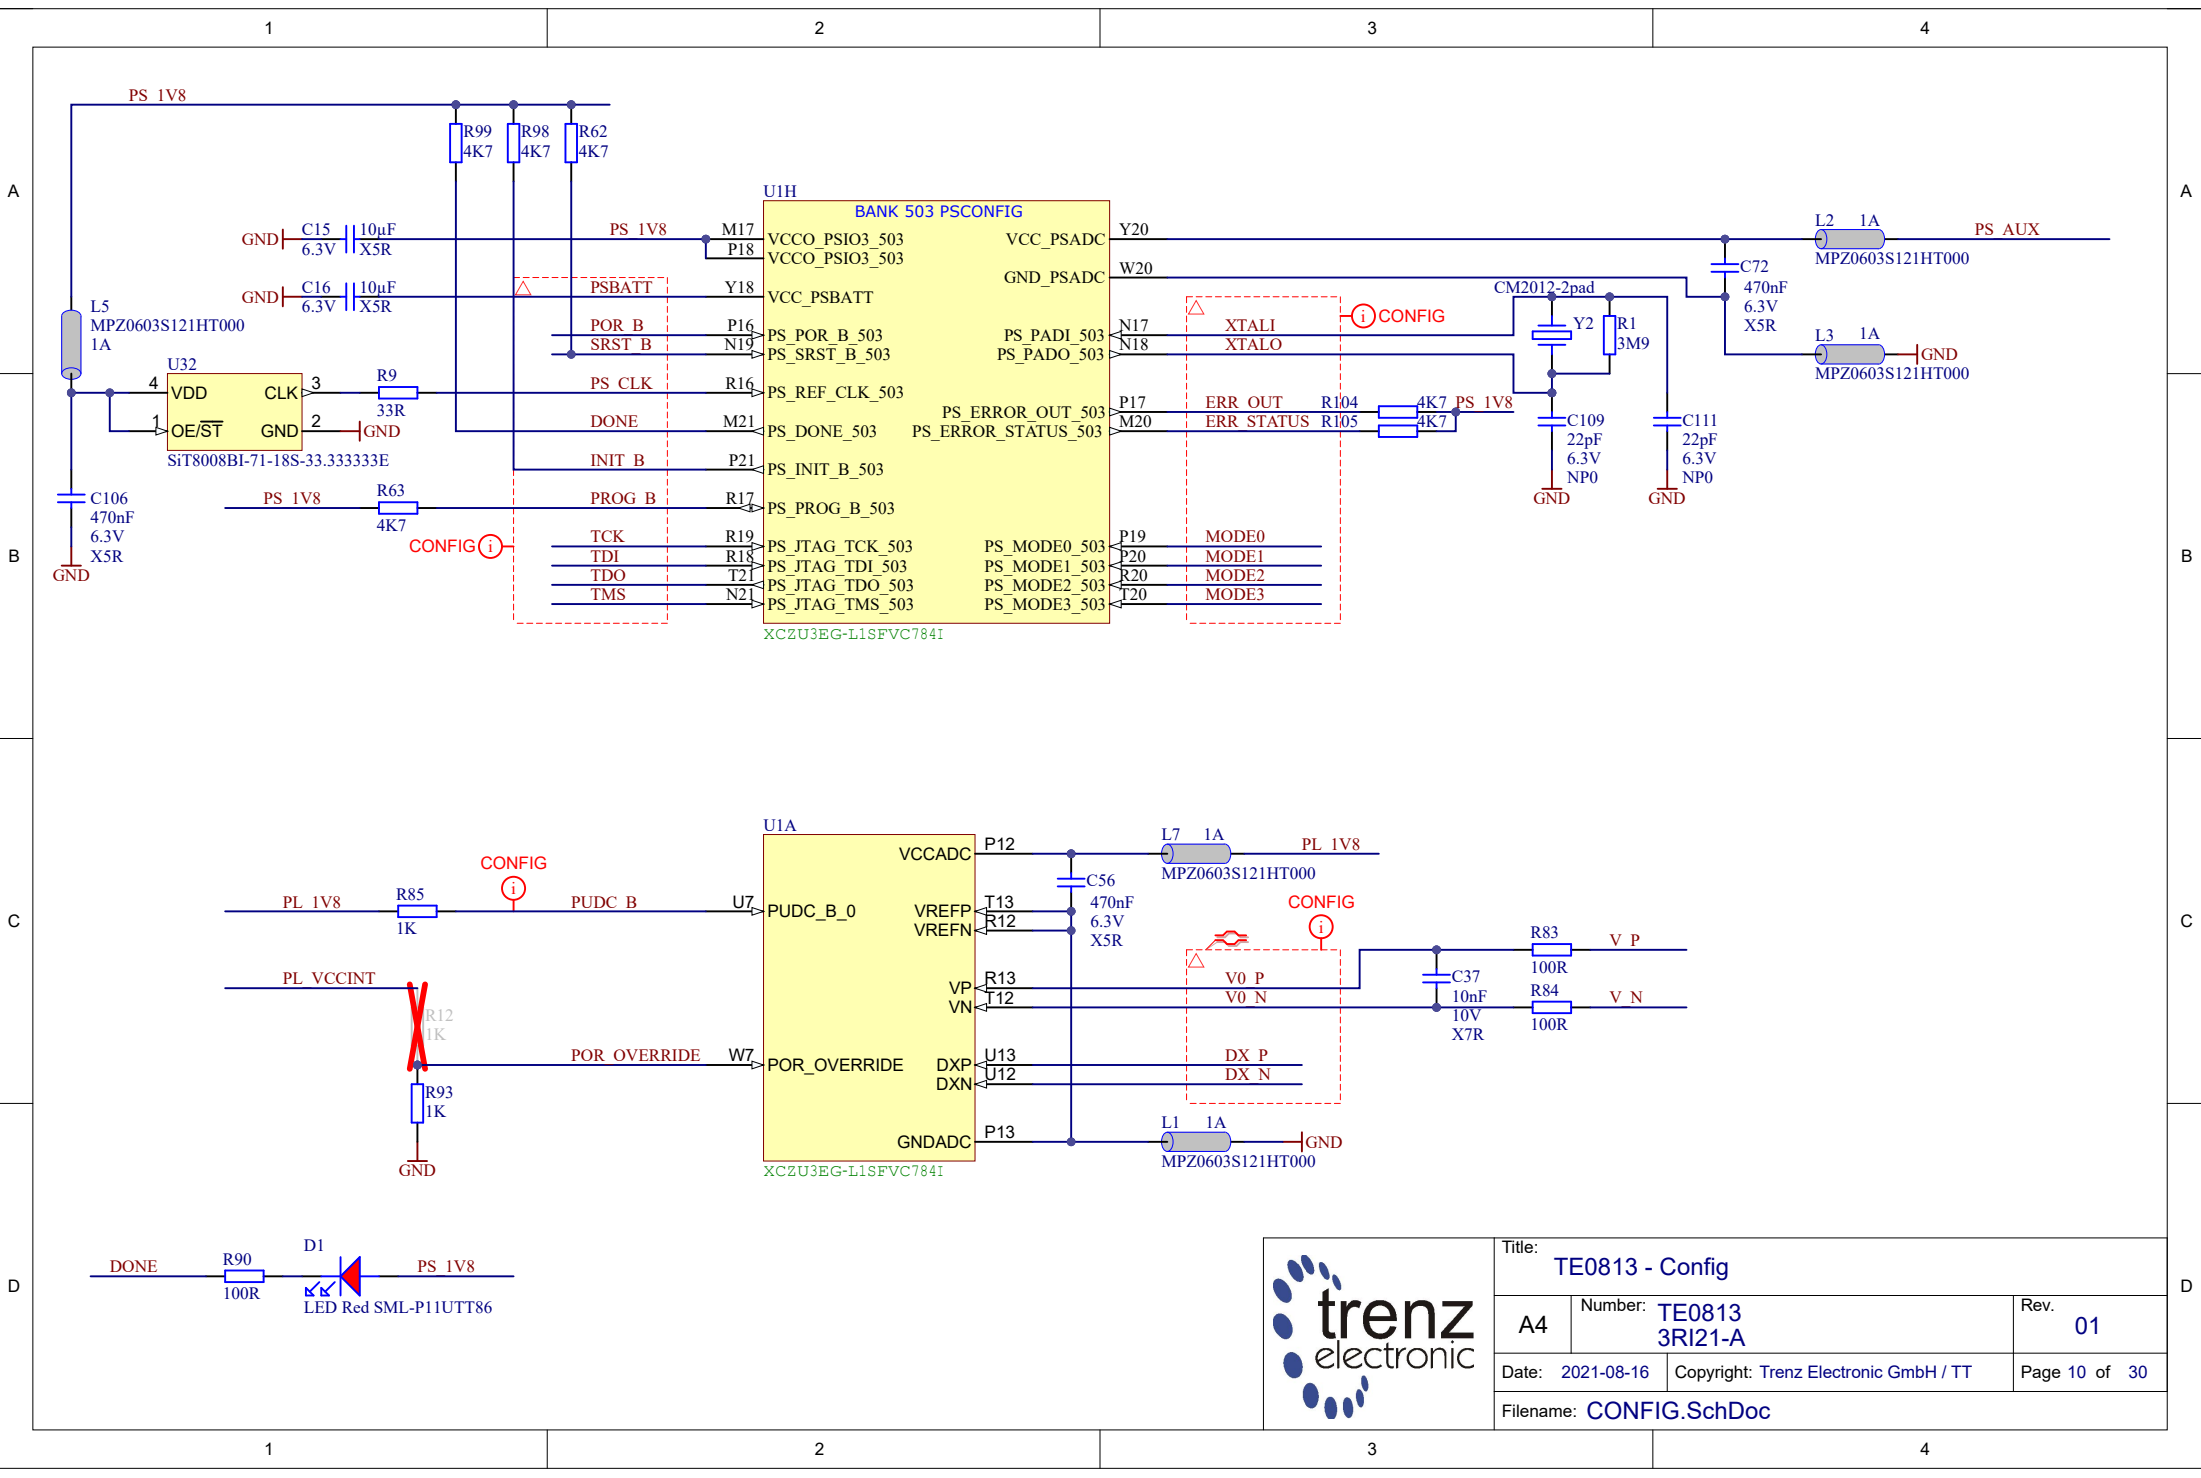 1 2 3 4
A A
B B
C C
D D
PS_1V8
R99
4K7
R98
4K7
R62
4K7
L5
MPZ0603S121HT000
1A
GND
C15
6.3V
10µF
X5R
PS_1V8
GND
C16
6.3V
10µF
X5R
PSBATT
POR_B
SRST_B
U32
4 VDD CLK 3
1 OE/ST GND 2
GND
SiT8008BI-71-18S-33.333333E
R9
33R
PS_CLK
DONE
INIT_B
C106
470nF
6.3V
X5R
GND
PS_1V8
R63
4K7
PROG_B
CONFIG i
TCK
TDI
TDO
TMS
U1H
BANK 503 PSCONFIG
M17 VCCO_PSIO3_503
P18 VCCO_PSIO3_503
Y18 VCC_PSBATT
P16 PS_POR_B_503
N19 PS_SRST_B_503
R16 PS_REF_CLK_503
M21 PS_DONE_503
P21 PS_INIT_B_503
R17 PS_PROG_B_503
R19 PS_JTAG_TCK_503
R18 PS_JTAG_TDI_503
T21 PS_JTAG_TDO_503
N21 PS_JTAG_TMS_503
VCC_PSADC Y20
GND_PSADC W20
PS_PADI_503 N17
PS_PADO_503 N18
PS_ERROR_OUT_503 P17
PS_ERROR_STATUS_503 M20
PS_MODE0_503 P19
PS_MODE1_503 P20
PS_MODE2_503 R20
PS_MODE3_503 T20
XCZU3EG-L1SFVC784I
i CONFIG
XTALI
XTALO
ERR_OUT R104 4K7 PS_1V8
ERR_STATUS R105 4K7
MODE0
MODE1
MODE2
MODE3
CM2012-2pad
Y2
R1
3M9
C109
22pF
6.3V
NP0
GND
C111
22pF
6.3V
NP0
GND
C72
470nF
6.3V
X5R
L2 1A
MPZ0603S121HT000
PS_AUX
L3 1A
GND
MPZ0603S121HT000
U1A
U7 PUDC_B_0
W7 POR_OVERRIDE
VCCADC P12
VREFP T13
VREFN R12
VP R13
VN T12
DXP U13
DXN U12
GNDADC P13
XCZU3EG-L1SFVC784I
CONFIG
i
PL_1V8
R85
1K
PUDC_B
PL_VCCINT
R12
1K
POR_OVERRIDE
R93
1K
GND
L7 1A
PL_1V8
MPZ0603S121HT000
C56
470nF
6.3V
X5R
CONFIG
i
V0_P
V0_N
DX_P
DX_N
C37
10nF
10V
X7R
R83
100R
V_P
R84
100R
V_N
L1 1A
GND
MPZ0603S121HT000
DONE
R90
100R
D1
PS_1V8
LED Red SML-P11UTT86
trenz
electronic
Title:
TE0813 - Config
A4
Number: TE0813
3RI21-A
Rev.
01
Date: 2021-08-16
Copyright: Trenz Electronic GmbH / TT
Page 10 of 30
Filename: CONFIG.SchDoc
1 2 3 4